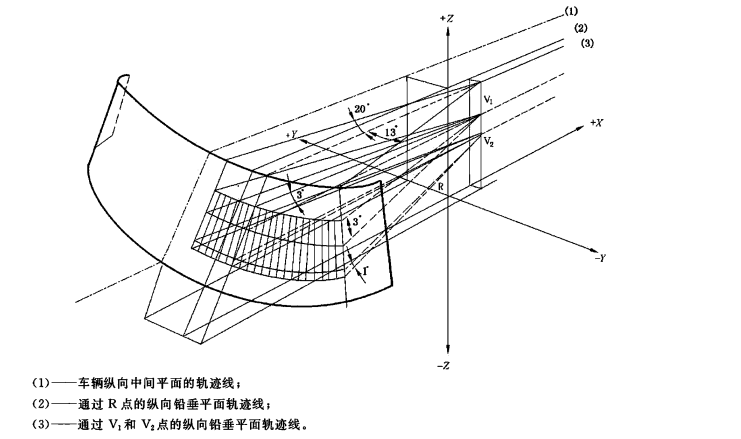 (1)
+Z
(2)
(3)
20°
V₁
13°
+Y
+X
V₂
3°
R
3°
1°
-Y
-Z
(1)——车辆纵向中间平面的轨迹线；
(2)——通过 R 点的纵向铅垂平面轨迹线；
(3)——通过 V₁ 和 V₂ 点的纵向铅垂平面轨迹线。